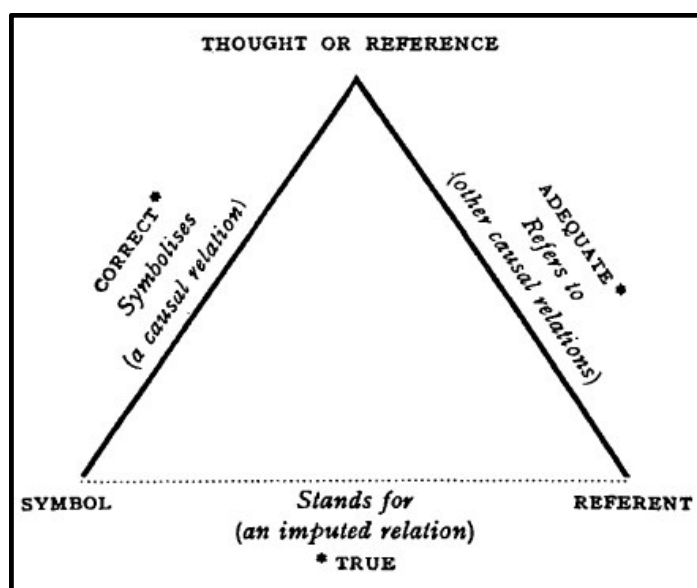 THOUGHT OR REFERENCE
CORRECT*
Symbolises
(a causal relation)
ADEQUATE*
Refers to
(other causal relations)
SYMBOL
Stands for
(an imputed relation)
* TRUE
REFERENT